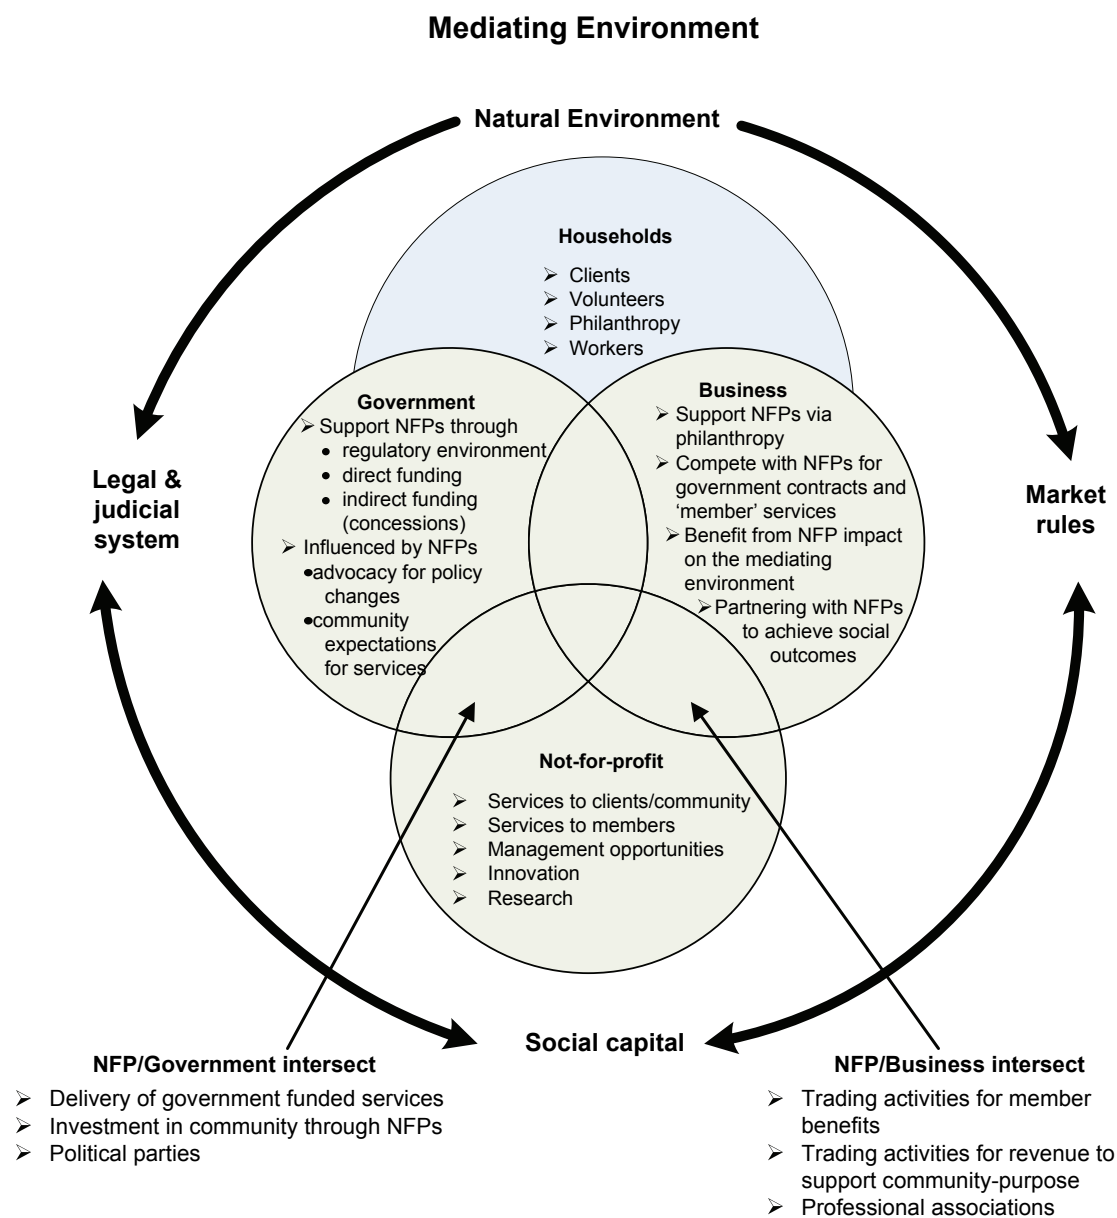 Mediating Environment
Natural Environment
Households
➢ Clients
➢ Volunteers
➢ Philanthropy
➢ Workers
Government
➢ Support NFPs through
• regulatory environment
• direct funding
• indirect funding
(concessions)
➢ Influenced by NFPs
•advocacy for policy
changes
•community
expectations
for services
Business
➢ Support NFPs via
philanthropy
➢ Compete with NFPs for
government contracts and
‘member’ services
➢ Benefit from NFP impact
on the mediating
environment
➢Partnering with NFPs
to achieve social
outcomes
Legal &
judicial
system
Market
rules
Not-for-profit
➢ Services to clients/community
➢ Services to members
➢ Management opportunities
➢ Innovation
➢ Research
Social capital
NFP/Government intersect
➢ Delivery of government funded services
➢ Investment in community through NFPs
➢ Political parties
NFP/Business intersect
➢ Trading activities for member
benefits
➢ Trading activities for revenue to
support community-purpose
➢ Professional associations